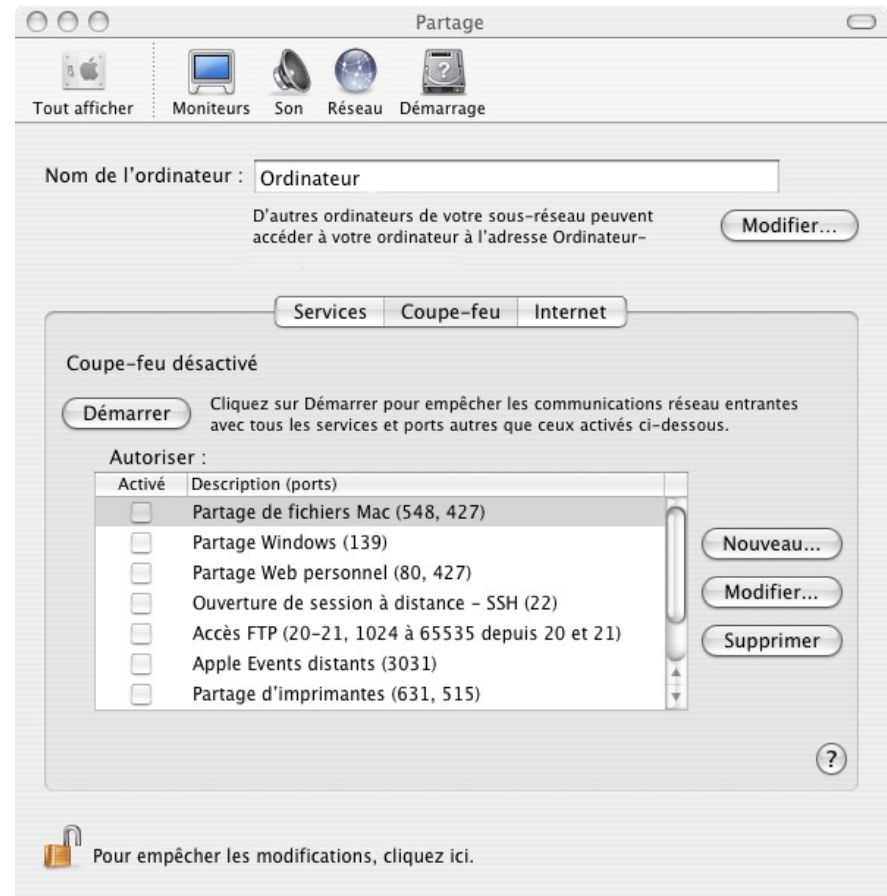 Partage
Tout afficher
Moniteurs
Son
Réseau
Démarrage
Nom de l'ordinateur :
Ordinateur
D'autres ordinateurs de votre sous-réseau peuvent
accéder à votre ordinateur à l'adresse Ordinateur-
Modifier...
Services
Coupe-feu
Internet
Coupe-feu désactivé
Démarrer
Cliquez sur Démarrer pour empêcher les communications réseau entrantes
avec tous les services et ports autres que ceux activés ci-dessous.
Autoriser :
Activé
Description (ports)
Partage de fichiers Mac (548, 427)
Partage Windows (139)
Partage Web personnel (80, 427)
Ouverture de session à distance – SSH (22)
Accès FTP (20-21, 1024 à 65535 depuis 20 et 21)
Apple Events distants (3031)
Partage d'imprimantes (631, 515)
Nouveau...
Modifier...
Supprimer
?
Pour empêcher les modifications, cliquez ici.